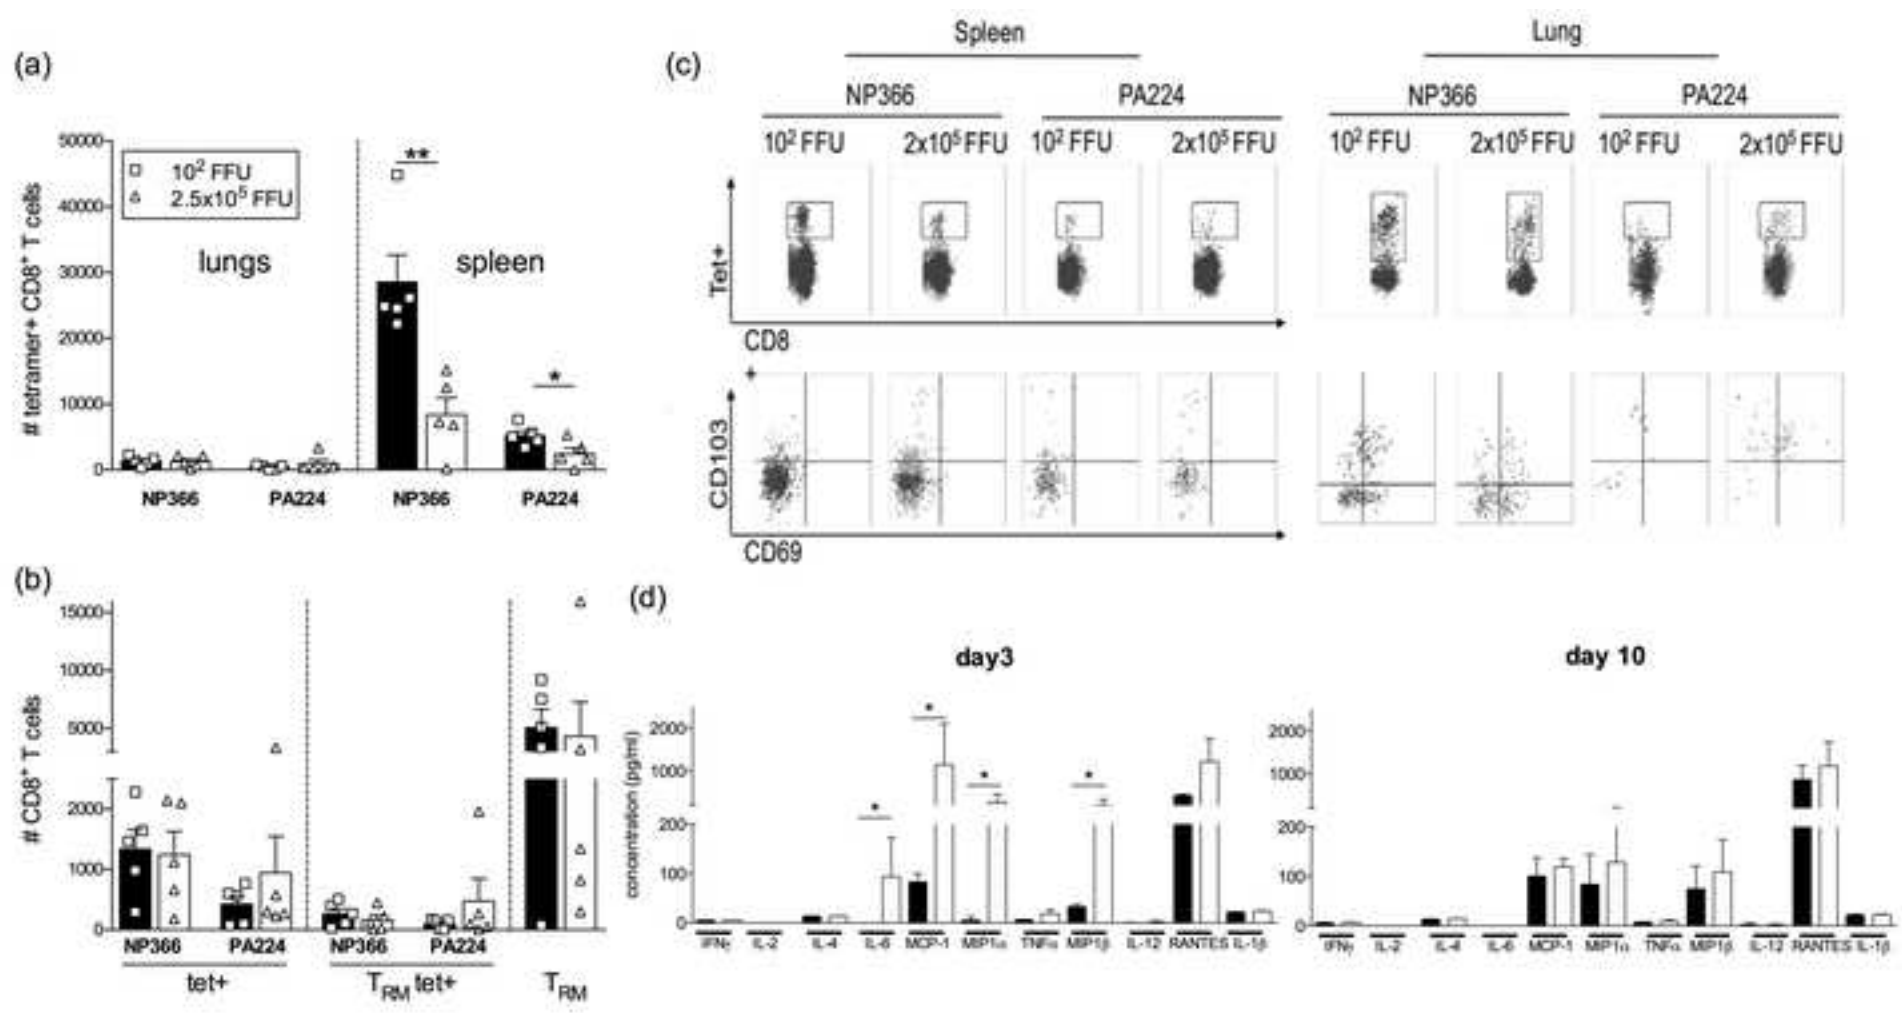 (a)
# tetramer+ CD8⁺ T cells
50000
40000
30000
20000
10000
0
10² FFU
2.5x10⁵ FFU
lungs
spleen
**
*
NP366
PA224
NP366
PA224
(b)
# CD8⁺ T cells
15000
10000
5000
2000
1000
0
NP366
PA224
NP366
PA224
tet+
T_RM tet+
T_RM
(c)
Spleen
Lung
NP366
PA224
NP366
PA224
10² FFU
2x10⁵ FFU
10² FFU
2x10⁵ FFU
10² FFU
2x10⁵ FFU
10² FFU
2x10⁵ FFU
Tet+
CD8
+
CD103
CD69
(d)
day3
day 10
concentration (pg/ml)
2000
1000
200
100
0
*
*
*
*
IFNγ
IL-2
IL-4
IL-6
MCP-1
MIP1α
TNFα
MIP1β
IL-12
RANTES
IL-1β
2000
1000
200
100
0
IFNγ
IL-2
IL-4
IL-6
MCP-1
MIP1α
TNFα
MIP1β
IL-12
RANTES
IL-1β